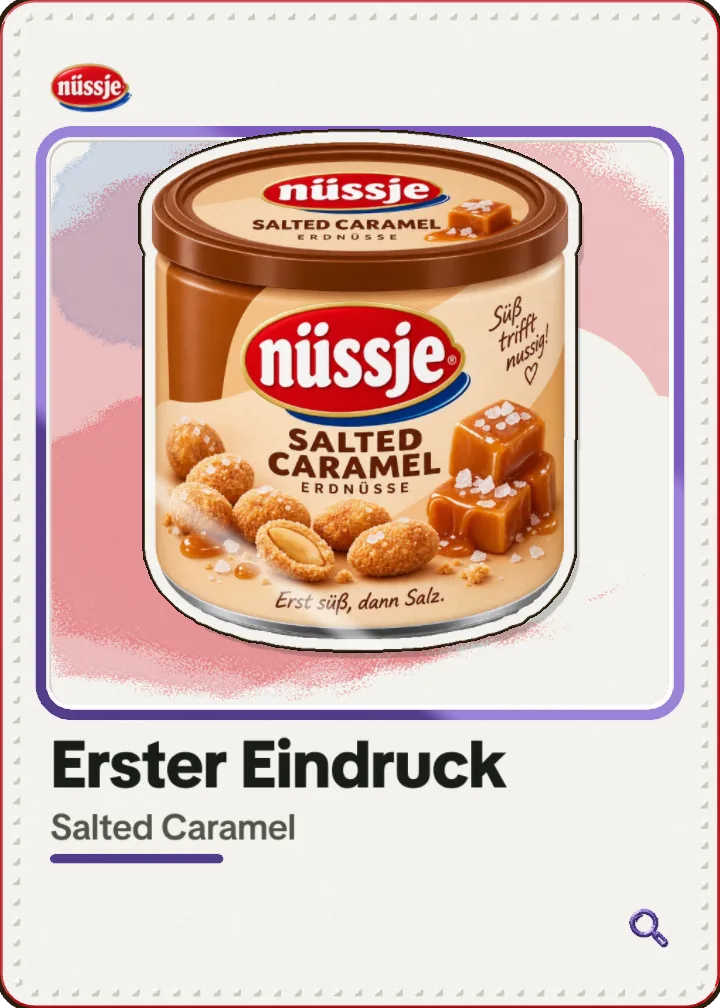 nüssje
nüssje
SALTED CARAMEL
ERDNÜSSE
Süß
trifft
nussig!
nüssje®
SALTED
CARAMEL
ERDNÜSSE
Erst süß, dann Salz.
Erster Eindruck
Salted Caramel